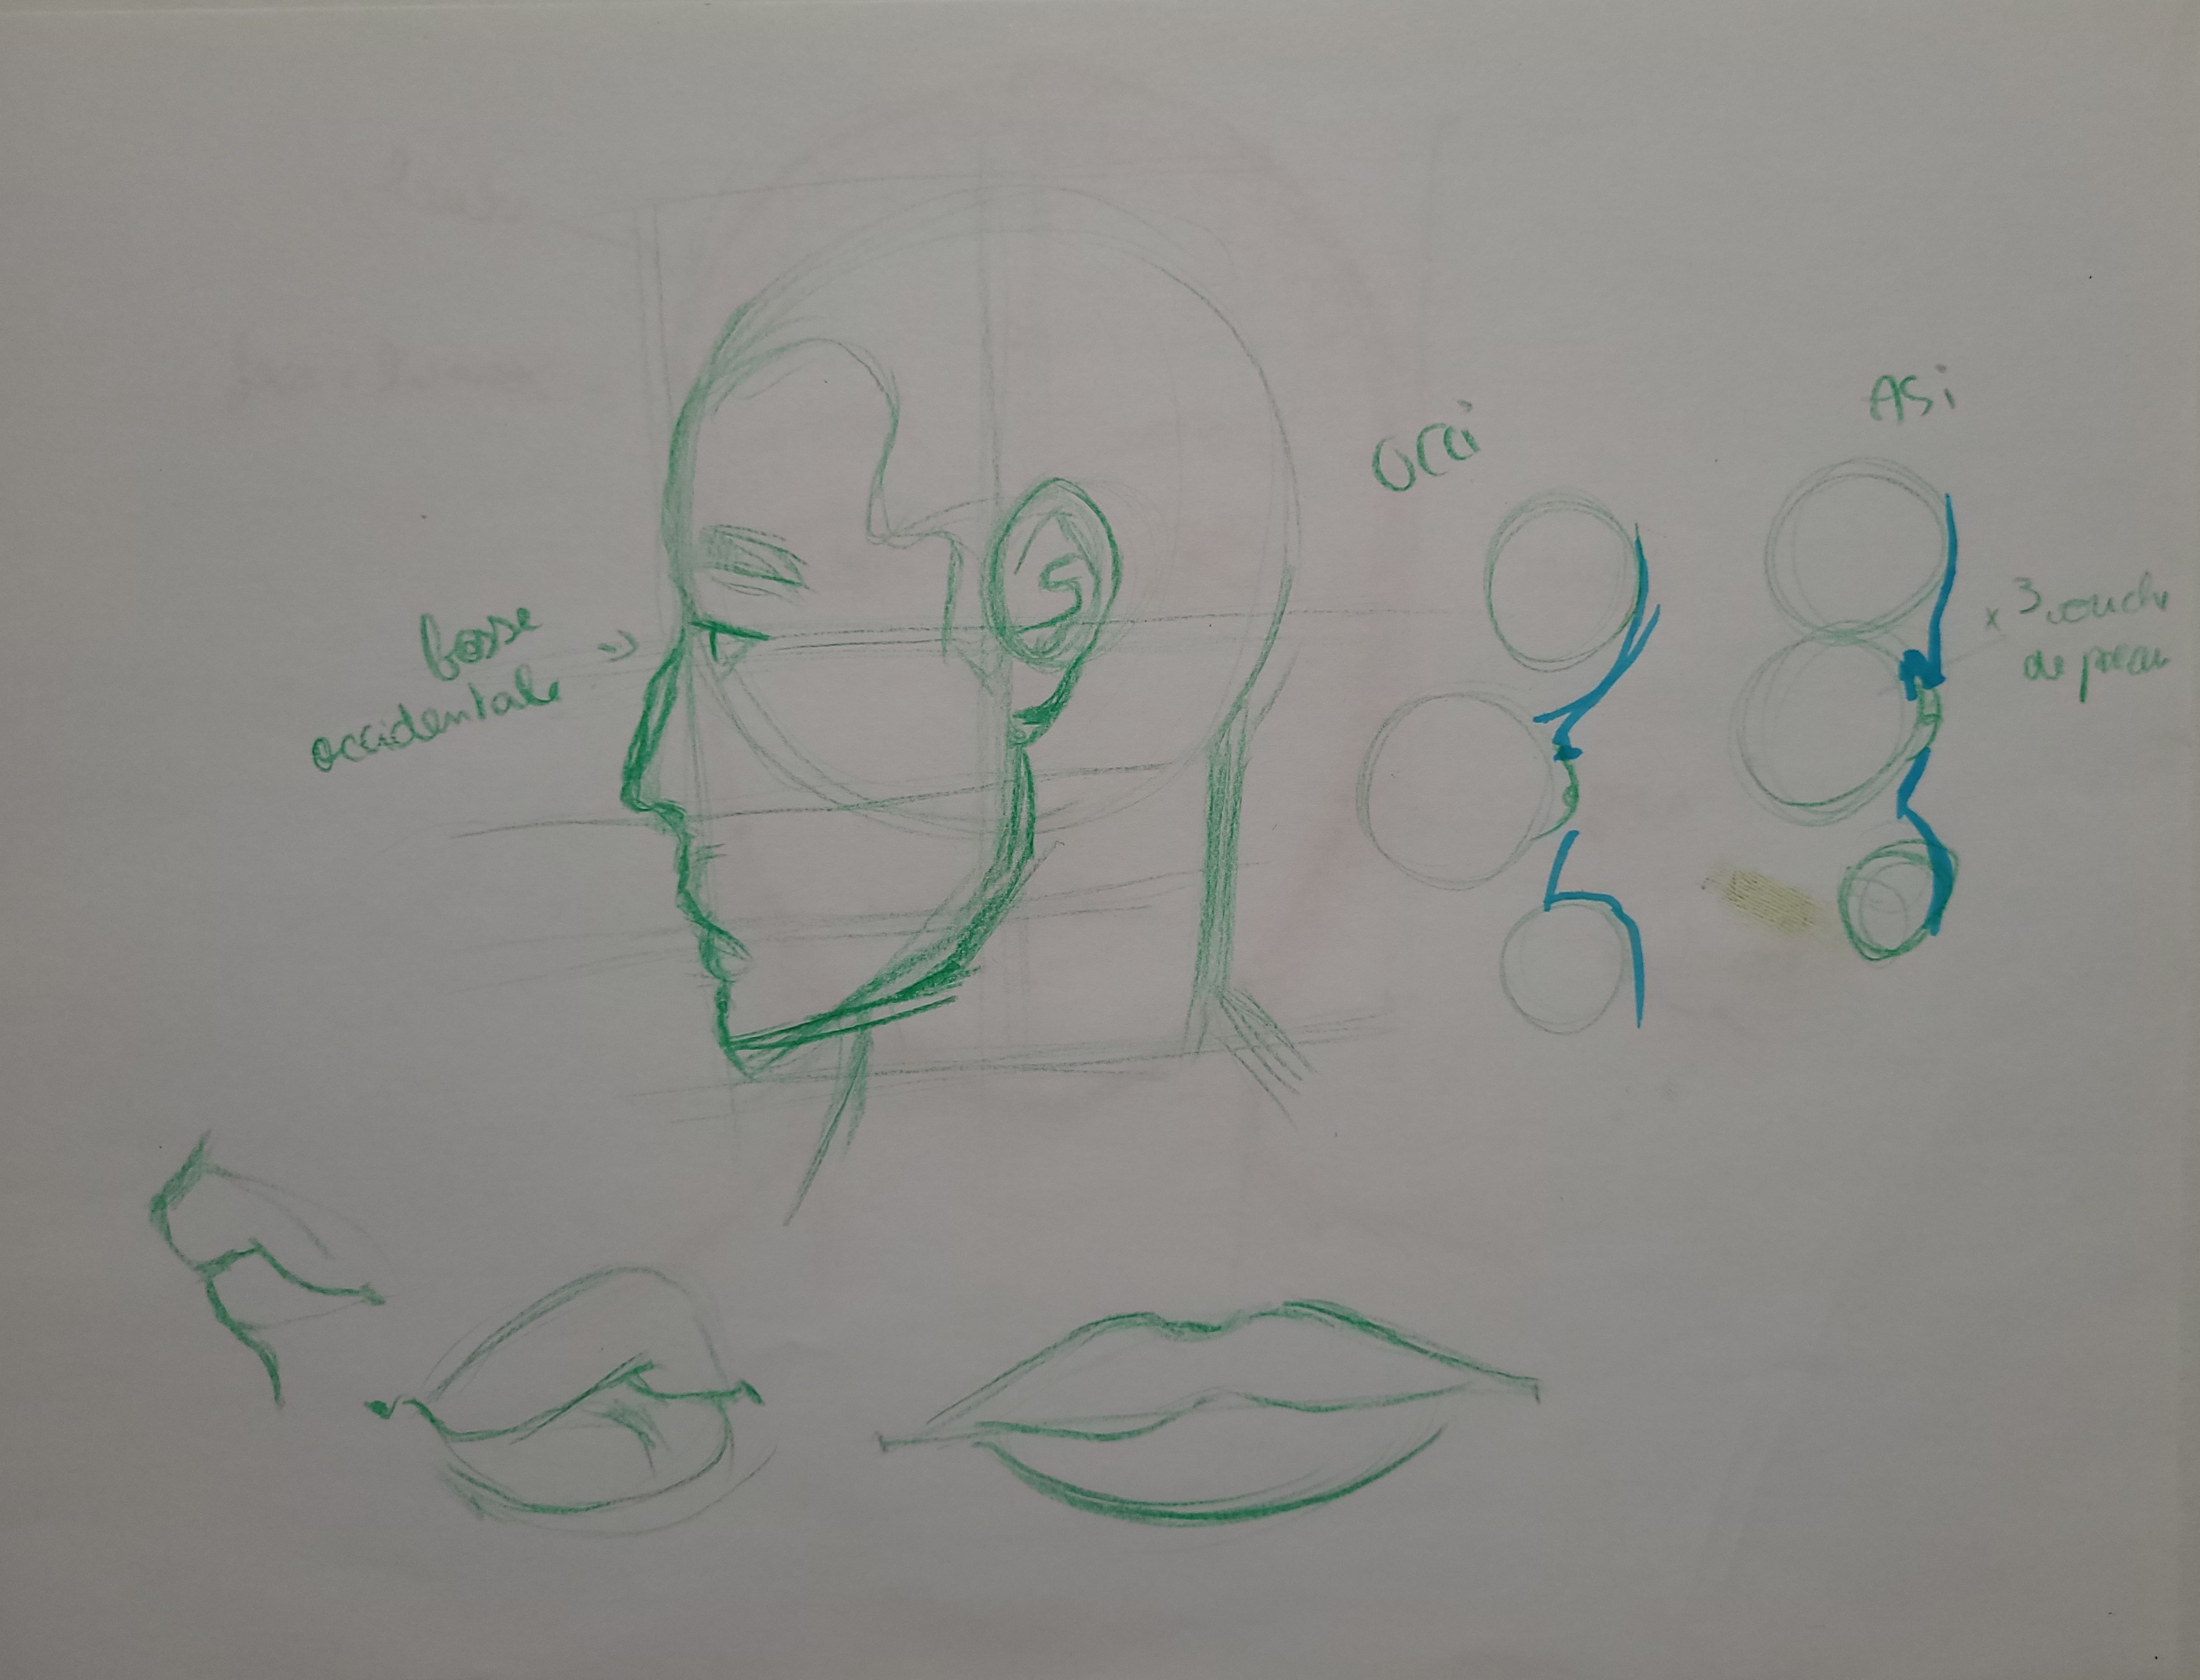 bosse
occidentale
Occi
ASi
x 3 couche
de peau